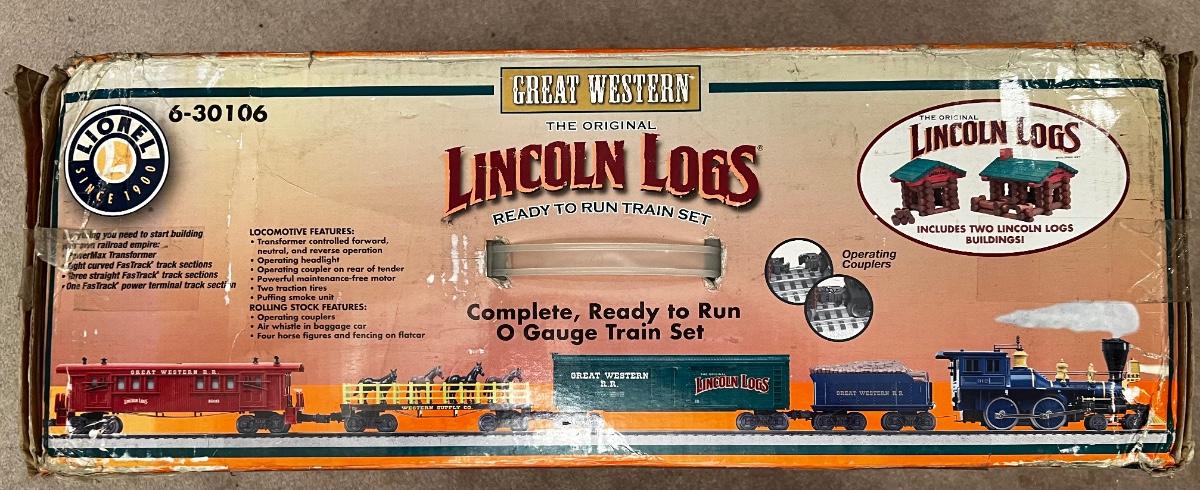 GREAT WESTERN
LIONEL
SINCE 1900
L
6-30106
THE ORIGINAL
LINCOLN LOGS®
READY TO RUN TRAIN SET
THE ORIGINAL
LINCOLN LOGS
INCLUDES TWO LINCOLN LOGS
BUILDINGS!
you need to start building
railroad empire:
PowerMax Transformer
curved FasTrack® track sections
• Three straight FasTrack® track sections
• One FasTrack® power terminal track section
LOCOMOTIVE FEATURES:
• Transformer controlled forward,
neutral, and reverse operation
• Operating headlight
• Operating coupler on rear of tender
• Powerful maintenance-free motor
• Two traction tires
• Puffing smoke unit
ROLLING STOCK FEATURES:
• Operating couplers
• Air whistle in baggage car
• Four horse figures and fencing on flatcar
Operating
Couplers
Complete, Ready to Run
O Gauge Train Set
GREAT WESTERN R.R.
LINCOLN LOGS
WESTERN SUPPLY CO.
GREAT WESTERN
R.R.
THE ORIGINAL
LINCOLN LOGS
GREAT WESTERN R.R.